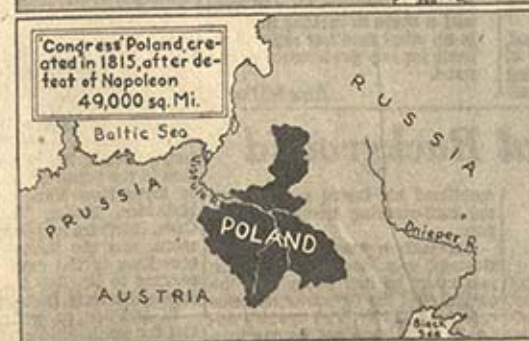 'Congress' Poland, cre-
ated in 1815, after de-
feat of Napoleon
49,000 sq. Mi.
Baltic Sea
RUSSIA
PRUSSIA
POLAND
Dnieper R.
AUSTRIA
Black
Sea